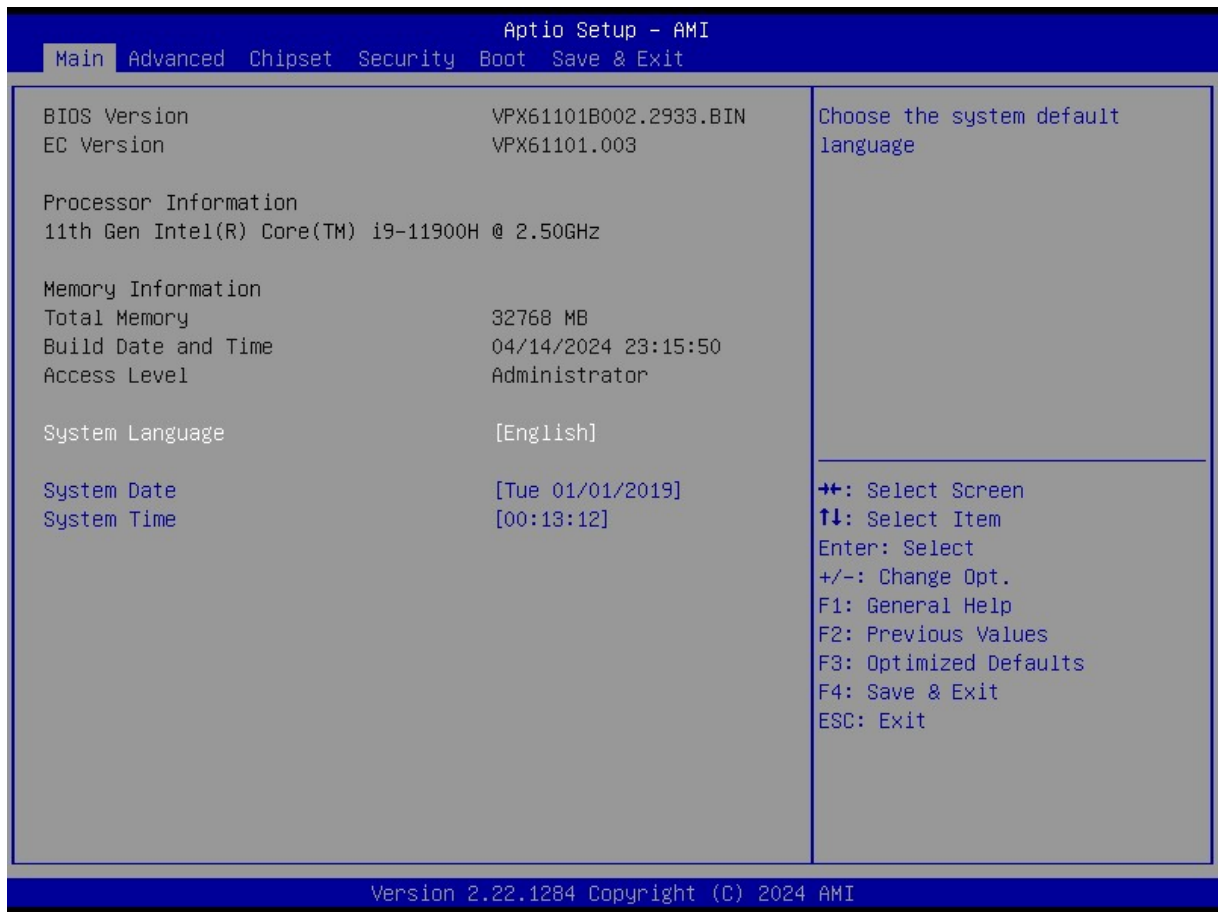 Aptio Setup - AMI
Main Advanced Chipset Security Boot Save & Exit
BIOS Version VPX61101B002.2933.BIN
EC Version VPX61101.003
Processor Information
11th Gen Intel(R) Core(TM) i9-11900H @ 2.50GHz
Memory Information
Total Memory 32768 MB
Build Date and Time 04/14/2024 23:15:50
Access Level Administrator
System Language [English]
System Date [Tue 01/01/2019]
System Time [00:13:12]
Choose the system default
language
→←: Select Screen
↑↓: Select Item
Enter: Select
+/-: Change Opt.
F1: General Help
F2: Previous Values
F3: Optimized Defaults
F4: Save & Exit
ESC: Exit
Version 2.22.1284 Copyright (C) 2024 AMI